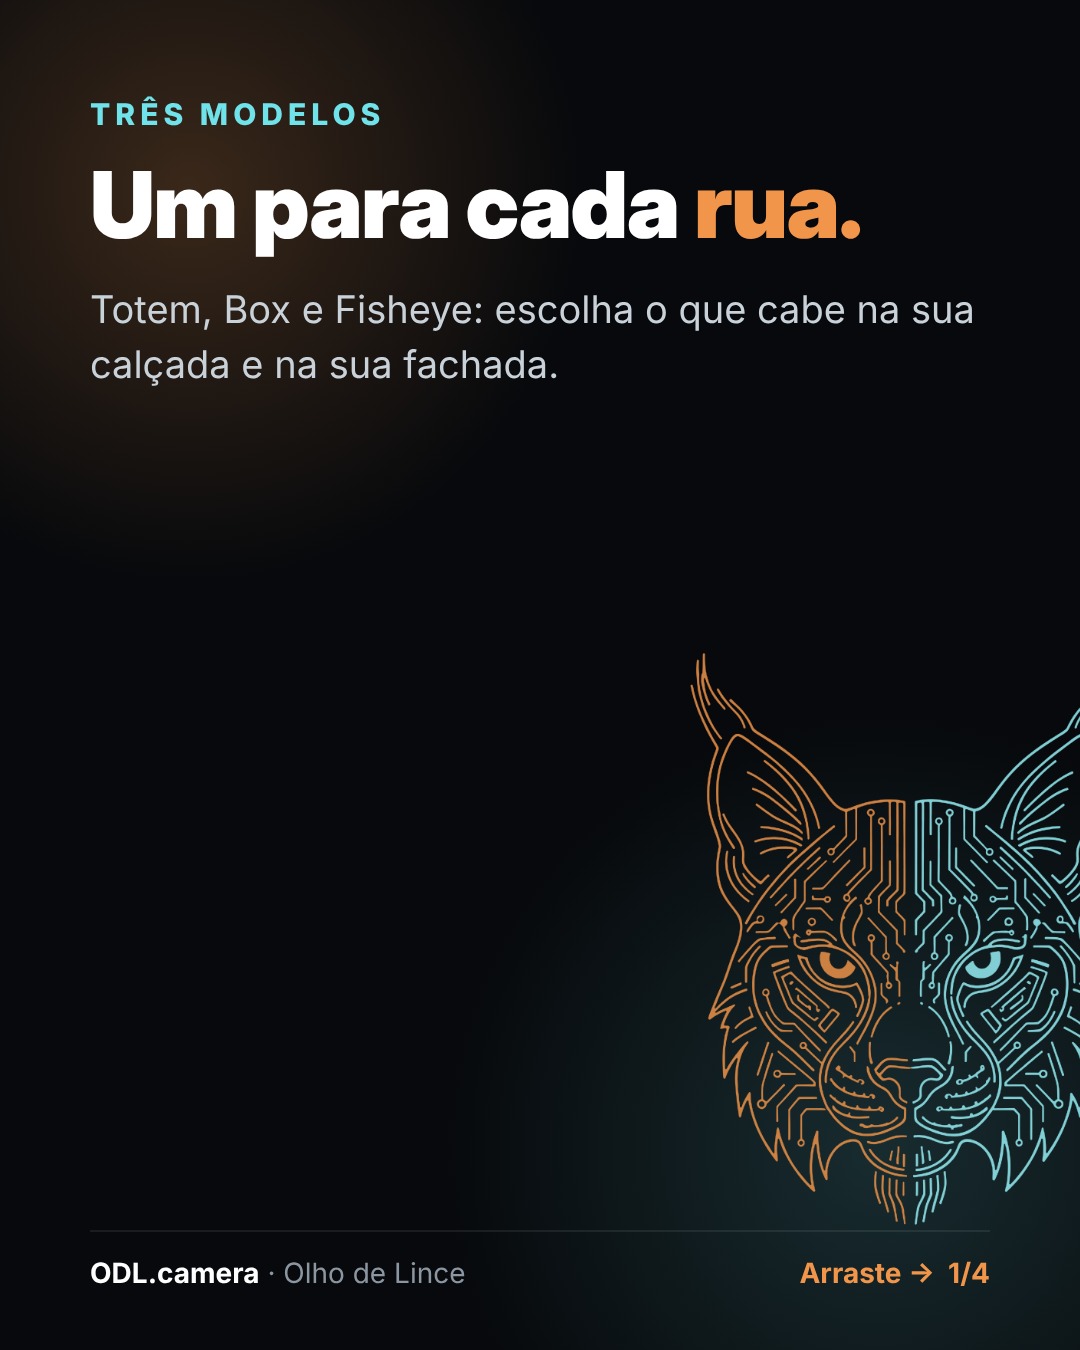 TRÊS MODELOS
Um para cada rua.
Totem, Box e Fisheye: escolha o que cabe na sua
calçada e na sua fachada.
ODL.camera · Olho de Lince
Arraste → 1/4